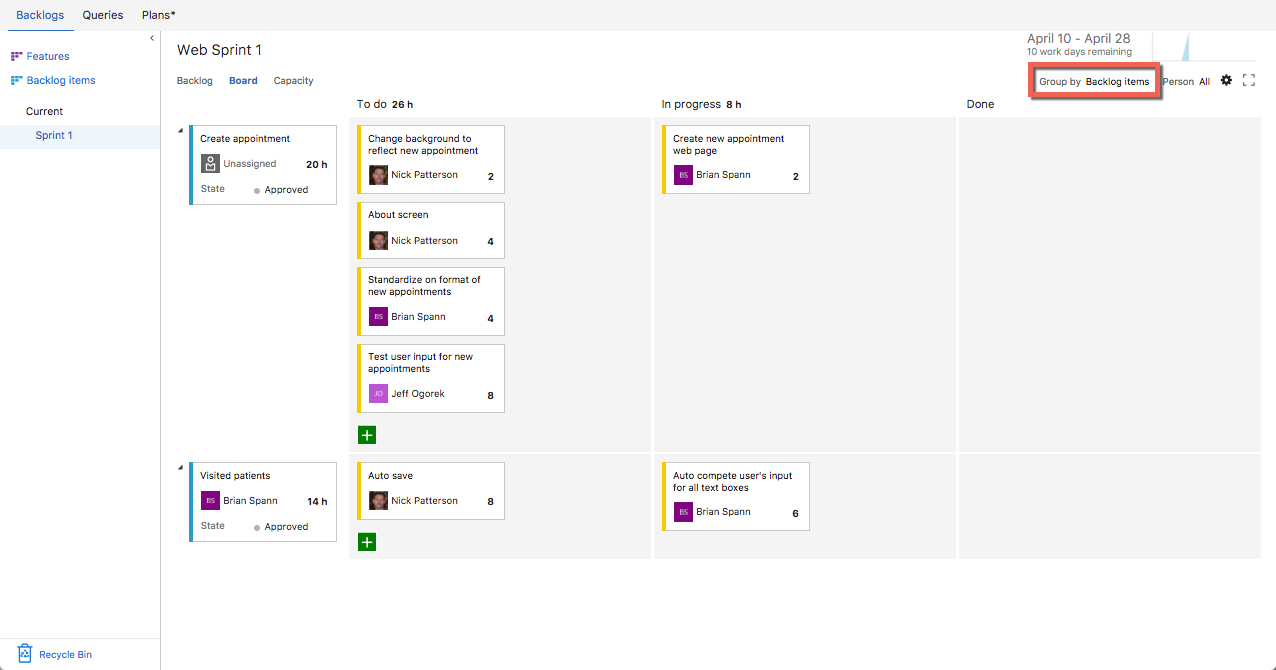 Backlogs Queries Plans*
Features
Backlog items
Current
Sprint 1
Web Sprint 1
April 10 - April 28
10 work days remaining
Backlog Board Capacity
Group by Backlog items Person All
To do 26 h In progress 8 h Done
Create appointment
Unassigned 20 h
State Approved
Change background to
reflect new appointment
Nick Patterson 2
About screen
Nick Patterson 4
Standardize on format of
new appointments
BS Brian Spann 4
Test user input for new
appointments
JO Jeff Ogorek 8
Create new appointment
web page
BS Brian Spann 2
Visited patients
BS Brian Spann 14 h
State Approved
Auto save
Nick Patterson 8
Auto compete user's input
for all text boxes
BS Brian Spann 6
Recycle Bin